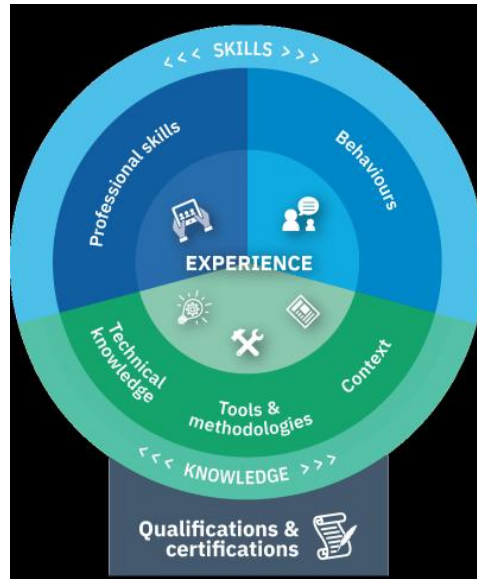 < < < SKILLS > > >
Professional skills
Behaviours
EXPERIENCE
Technical
knowledge
Tools &
methodologies
Context
< < < KNOWLEDGE > > >
Qualifications &
certifications